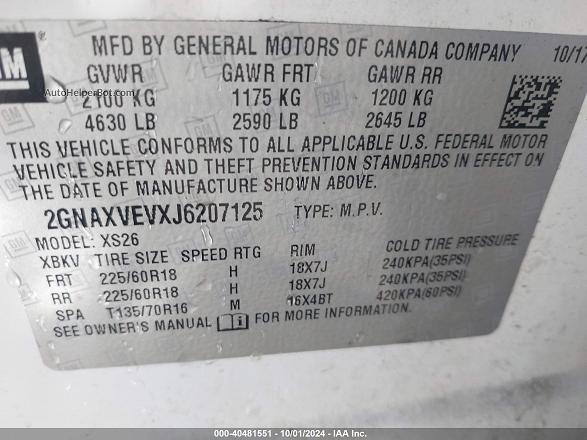 GM
MFD BY GENERAL MOTORS OF CANADA COMPANY 10/17
GVWR GAWR FRT GAWR RR
AutoHelperBot.com
2100 KG 1175 KG 1200 KG
4630 LB 2590 LB 2645 LB
THIS VEHICLE CONFORMS TO ALL APPLICABLE U.S. FEDERAL MOTOR
VEHICLE SAFETY AND THEFT PREVENTION STANDARDS IN EFFECT ON
THE DATE OF MANUFACTURE SHOWN ABOVE.
2GNAXVEVXJ6207125 TYPE: M.P.V.
MODEL: XS26
XBKV TIRE SIZE SPEED RTG RIM COLD TIRE PRESSURE
FRT 225/60R18 H 18X7J 240KPA(35PSI)
RR 225/60R18 H 18X7J 240KPA(35PSI)
SPA T135/70R16 M 16X4BT 420KPA(60PSI)
SEE OWNER'S MANUAL i FOR MORE INFORMATION.
000-40481551 - 10/01/2024 - IAA Inc.